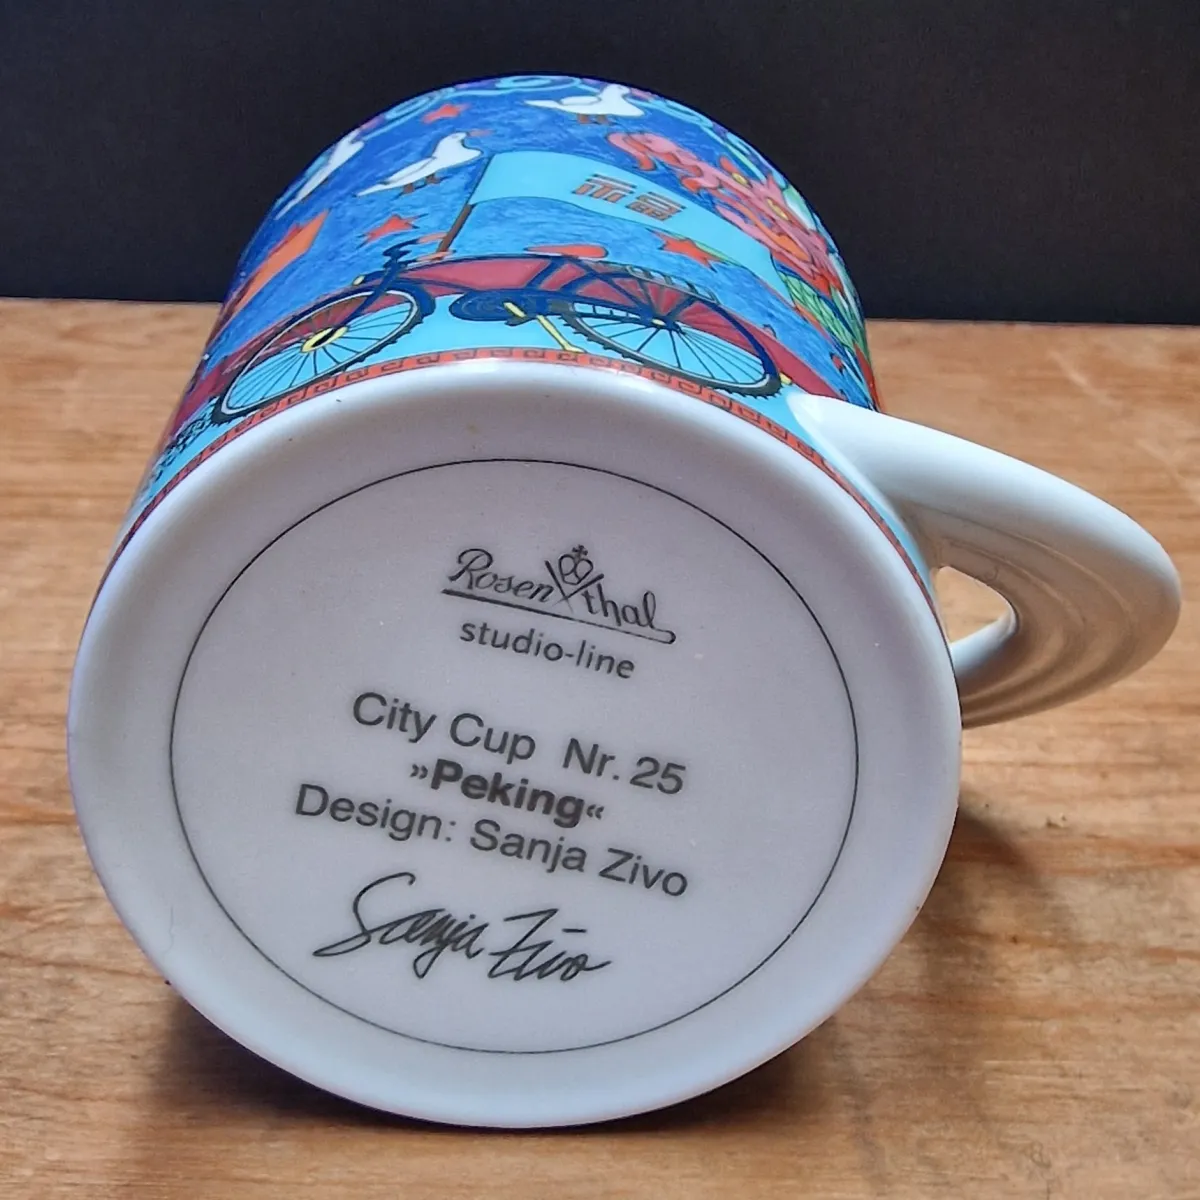 Rosenthal
studio-line
City Cup Nr. 25
»Peking«
Design: Sanja Zivo
Sanja Zivo